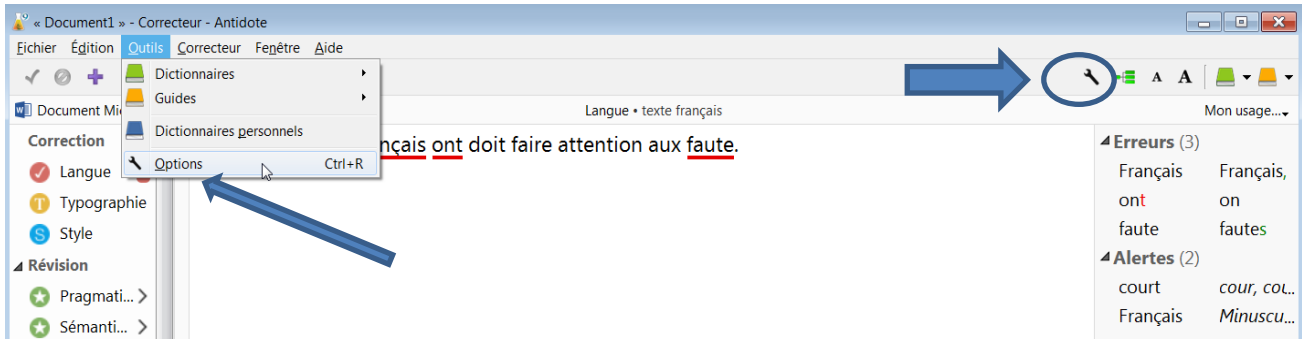 « Document1 » - Correcteur - Antidote
Fichier Édition Outils Correcteur Fenêtre Aide
Dictionnaires
Guides
Dictionnaires personnels
Options Ctrl+R
A A
Document Mi
Langue • texte français
Mon usage...
Correction
Langue
Typographie
Style
Révision
Pragmati...
Sémanti...
nçais ont doit faire attention aux faute.
Erreurs (3)
Français Français,
ont on
faute fautes
Alertes (2)
court cour, cou...
Français Minuscu...